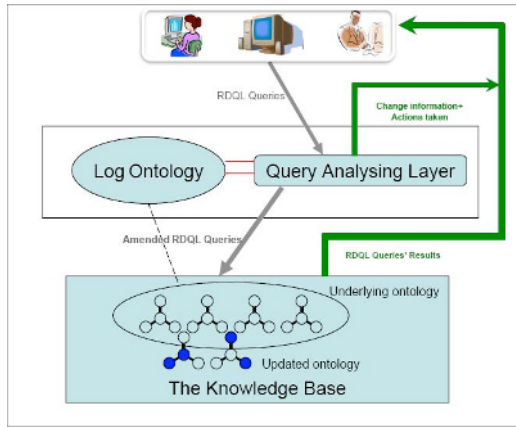 RDQL Queries
Change information+
Actions taken
Log Ontology
Query Analysing Layer
Amended RDQL Queries
RDQL Queries' Results
Underlying ontology
Updated ontology
The Knowledge Base